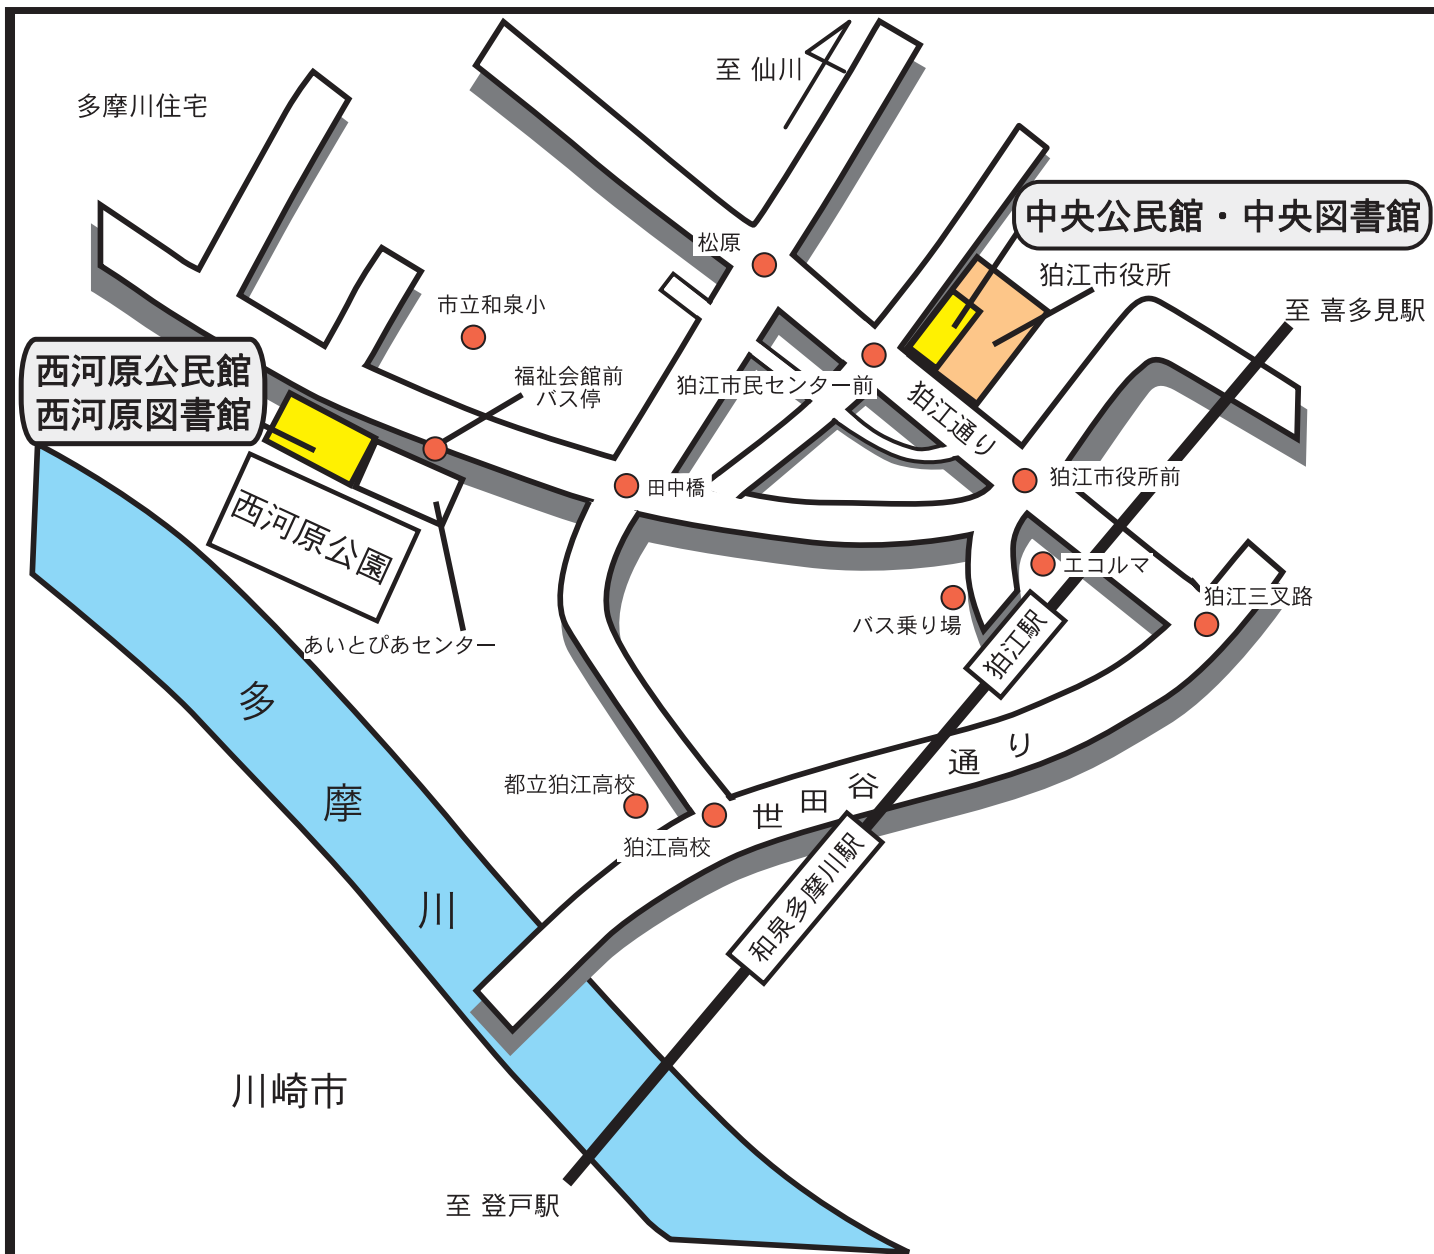 至 仙川
多摩川住宅
中央公民館・中央図書館
松原
狛江市役所
至 喜多見駅
市立和泉小
西河原公民館
西河原図書館
福祉会館前
バス停
狛江市民センター前
狛江通り
狛江市役所前
田中橋
西河原公園
エコルマ
狛江三叉路
バス乗り場
狛江駅
あいとぴあセンター
多摩川
世田谷通り
都立狛江高校
狛江高校
和泉多摩川駅
川崎市
至 登戸駅